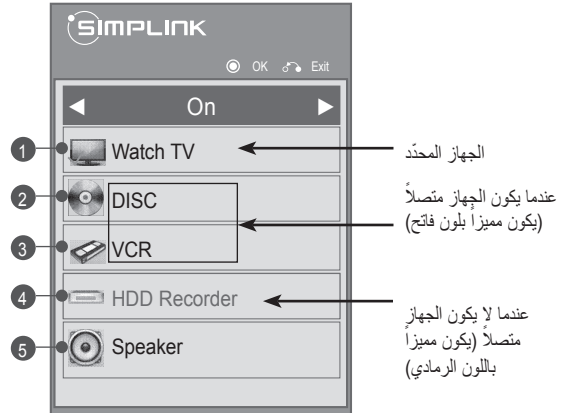 SIMPLINK
OK Exit
On
1 Watch TV
الجهاز المحدّد
2 DISC
عندما يكون الجهاز متصلاً
(يكون مميزاً بلون فاتح)
3 VCR
4 HDD Recorder
عندما لا يكون الجهاز
متصلاً (يكون مميزاً
باللون الرمادي)
5 Speaker